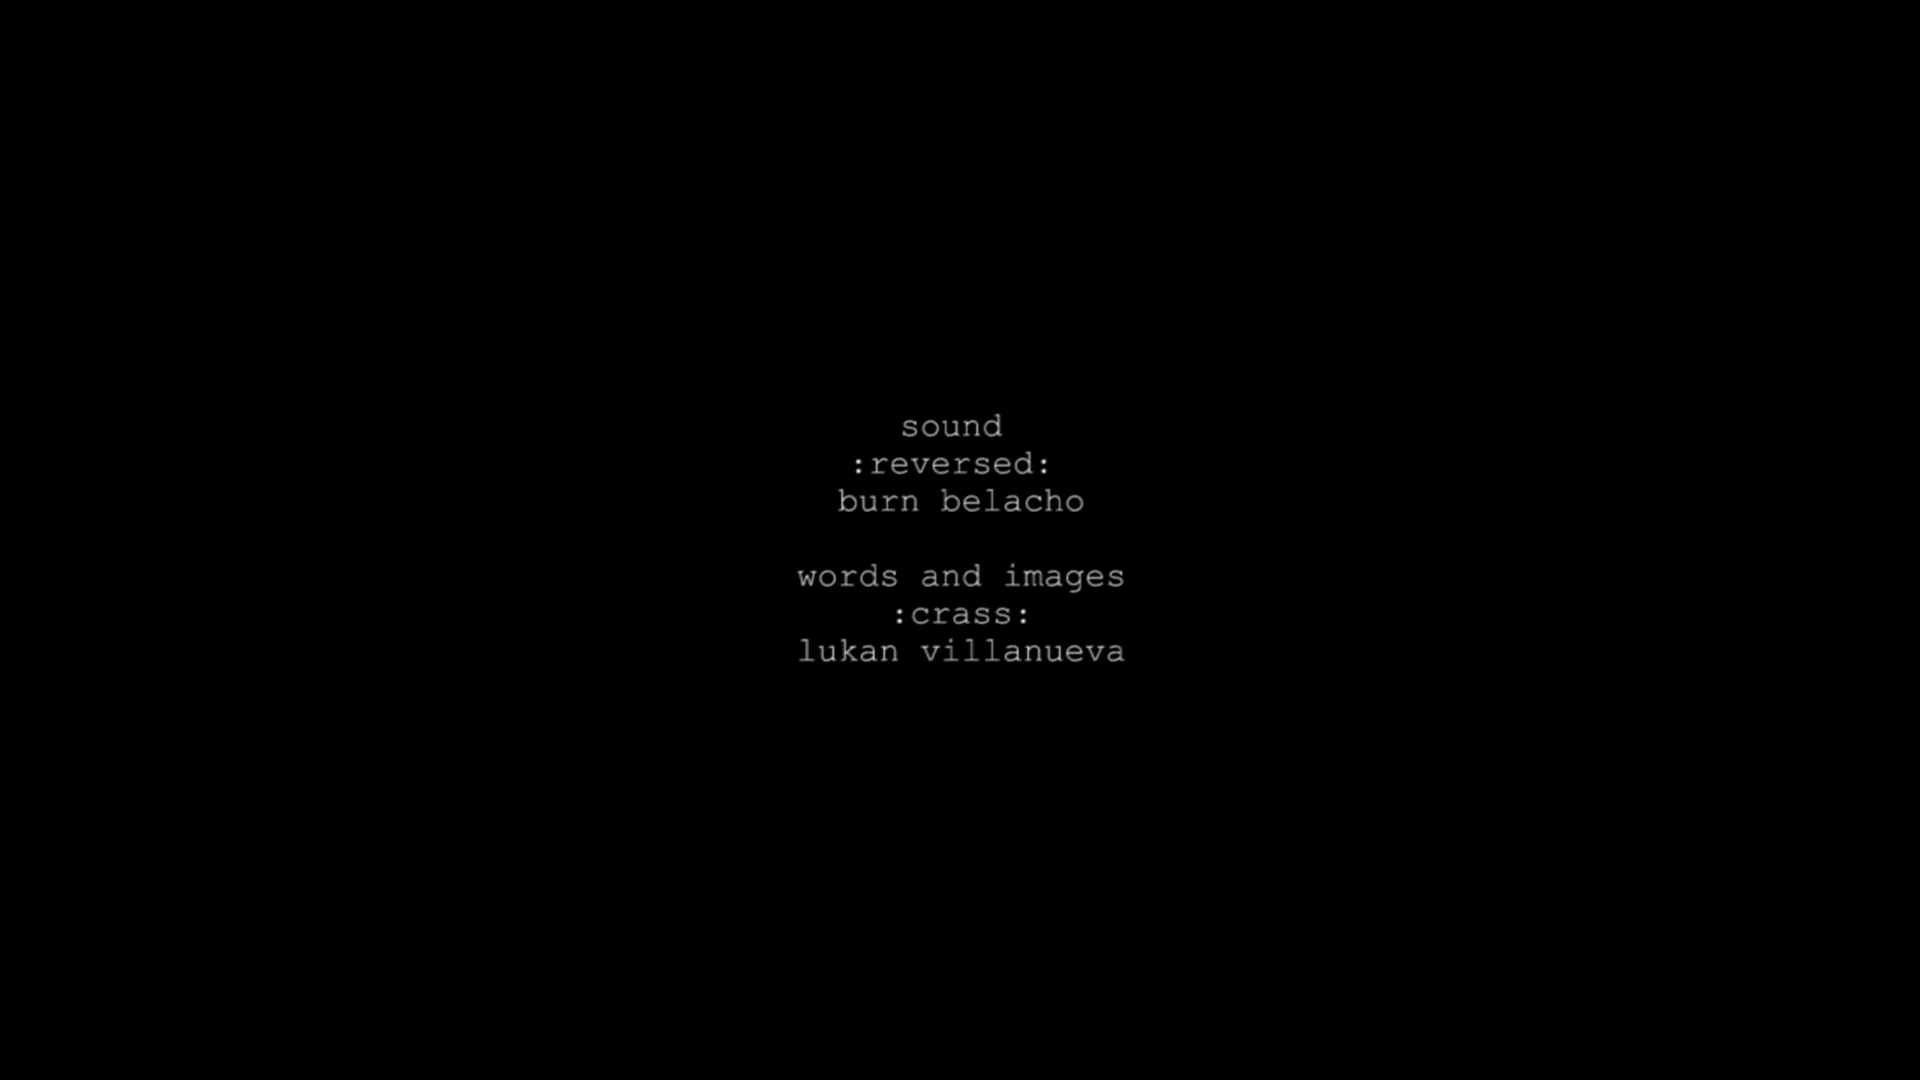 sound
:reversed:
burn belacho
words and images
:crass:
lukan villanueva